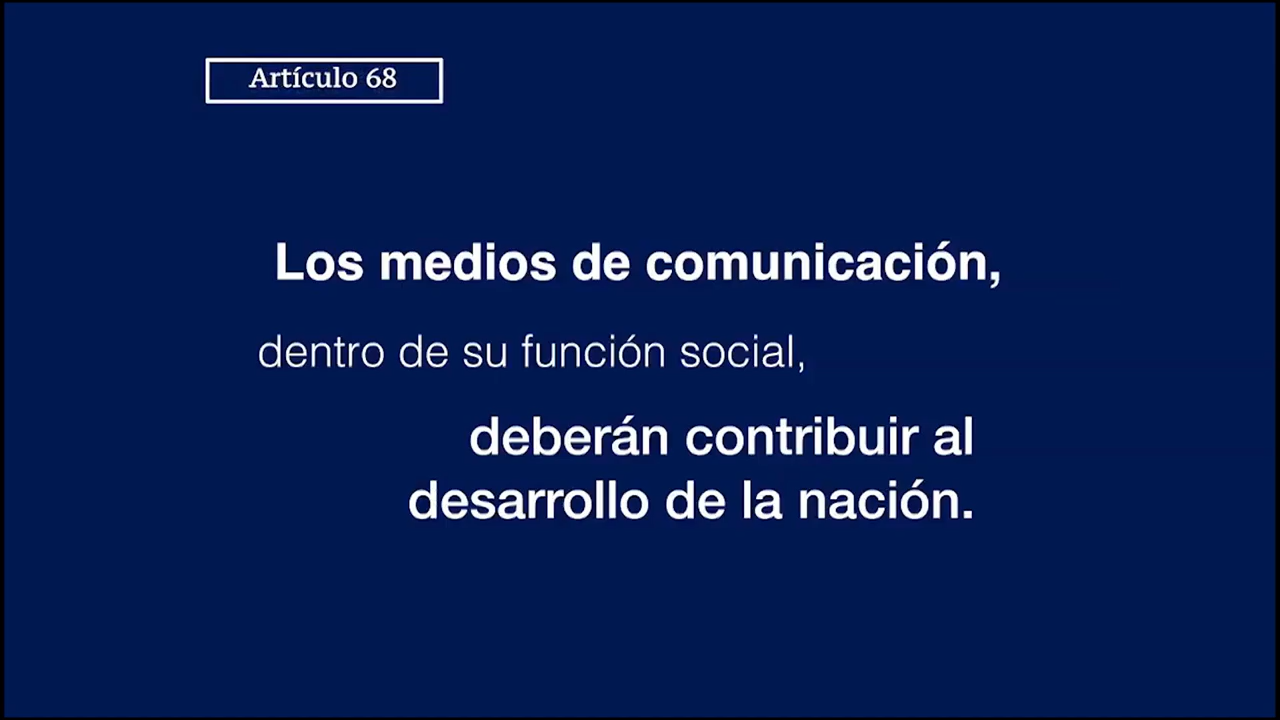 Artículo 68
Los medios de comunicación,
dentro de su función social,
deberán contribuir al
desarrollo de la nación.